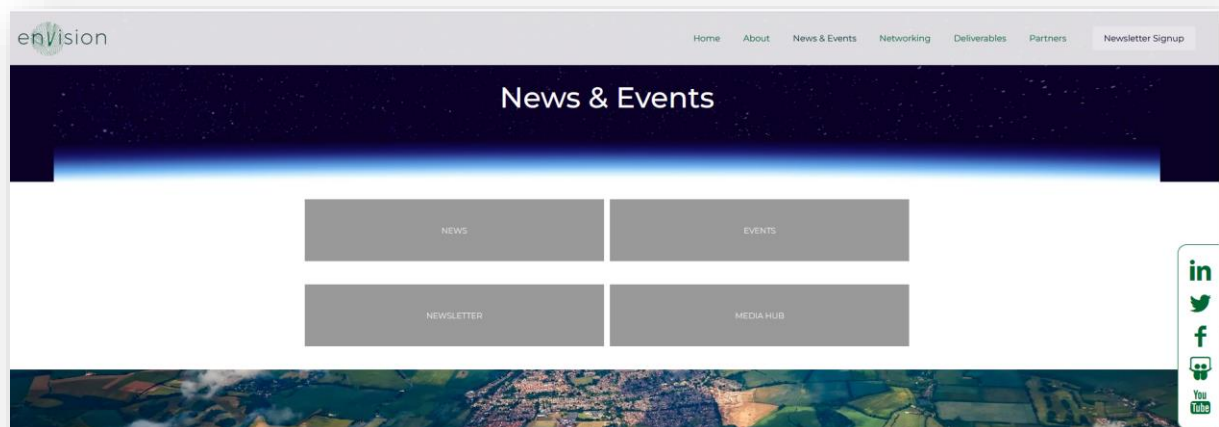 enVision
Home About News & Events Networking Deliverables Partners Newsletter Signup
News & Events
NEWS EVENTS
NEWSLETTER MEDIA HUB
in
f
You
Tube